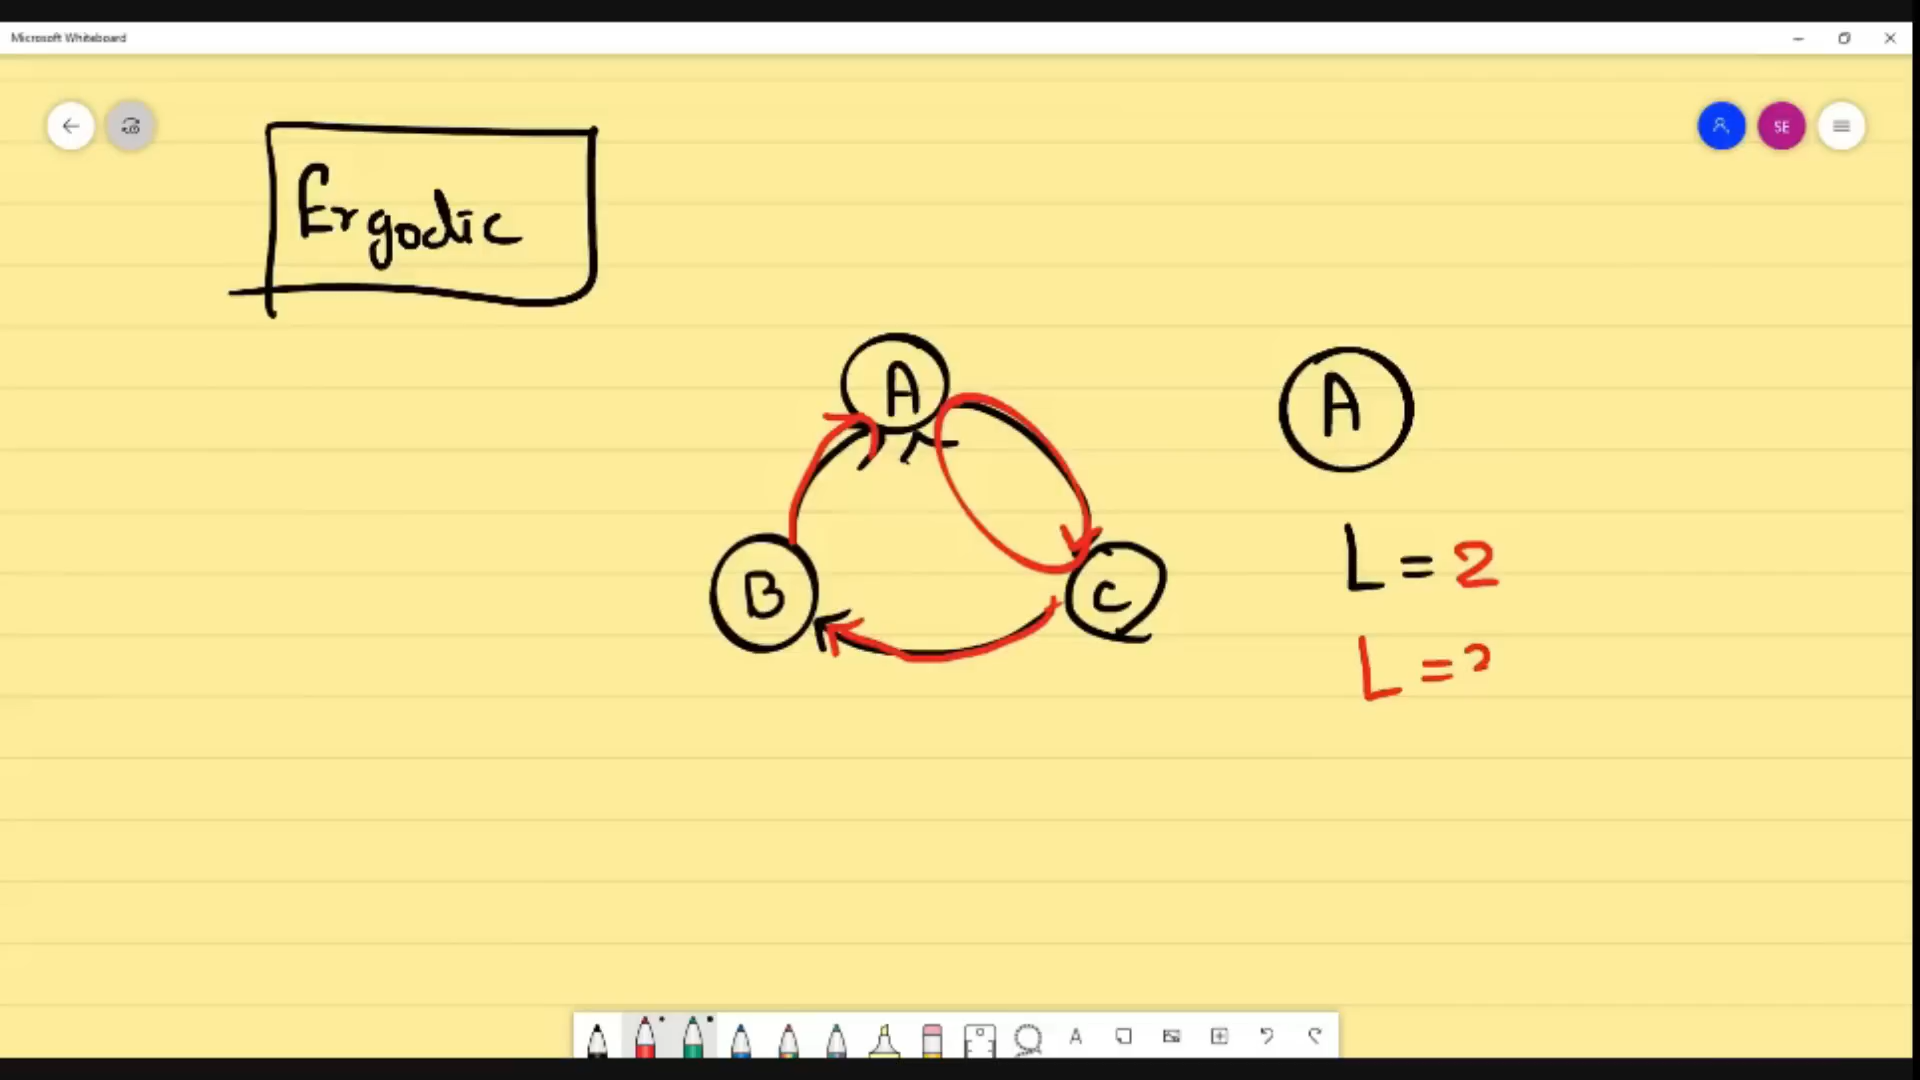 Microsoft Whiteboard
SE
Ergodic
A
A
B
C
L = 2
L =
A